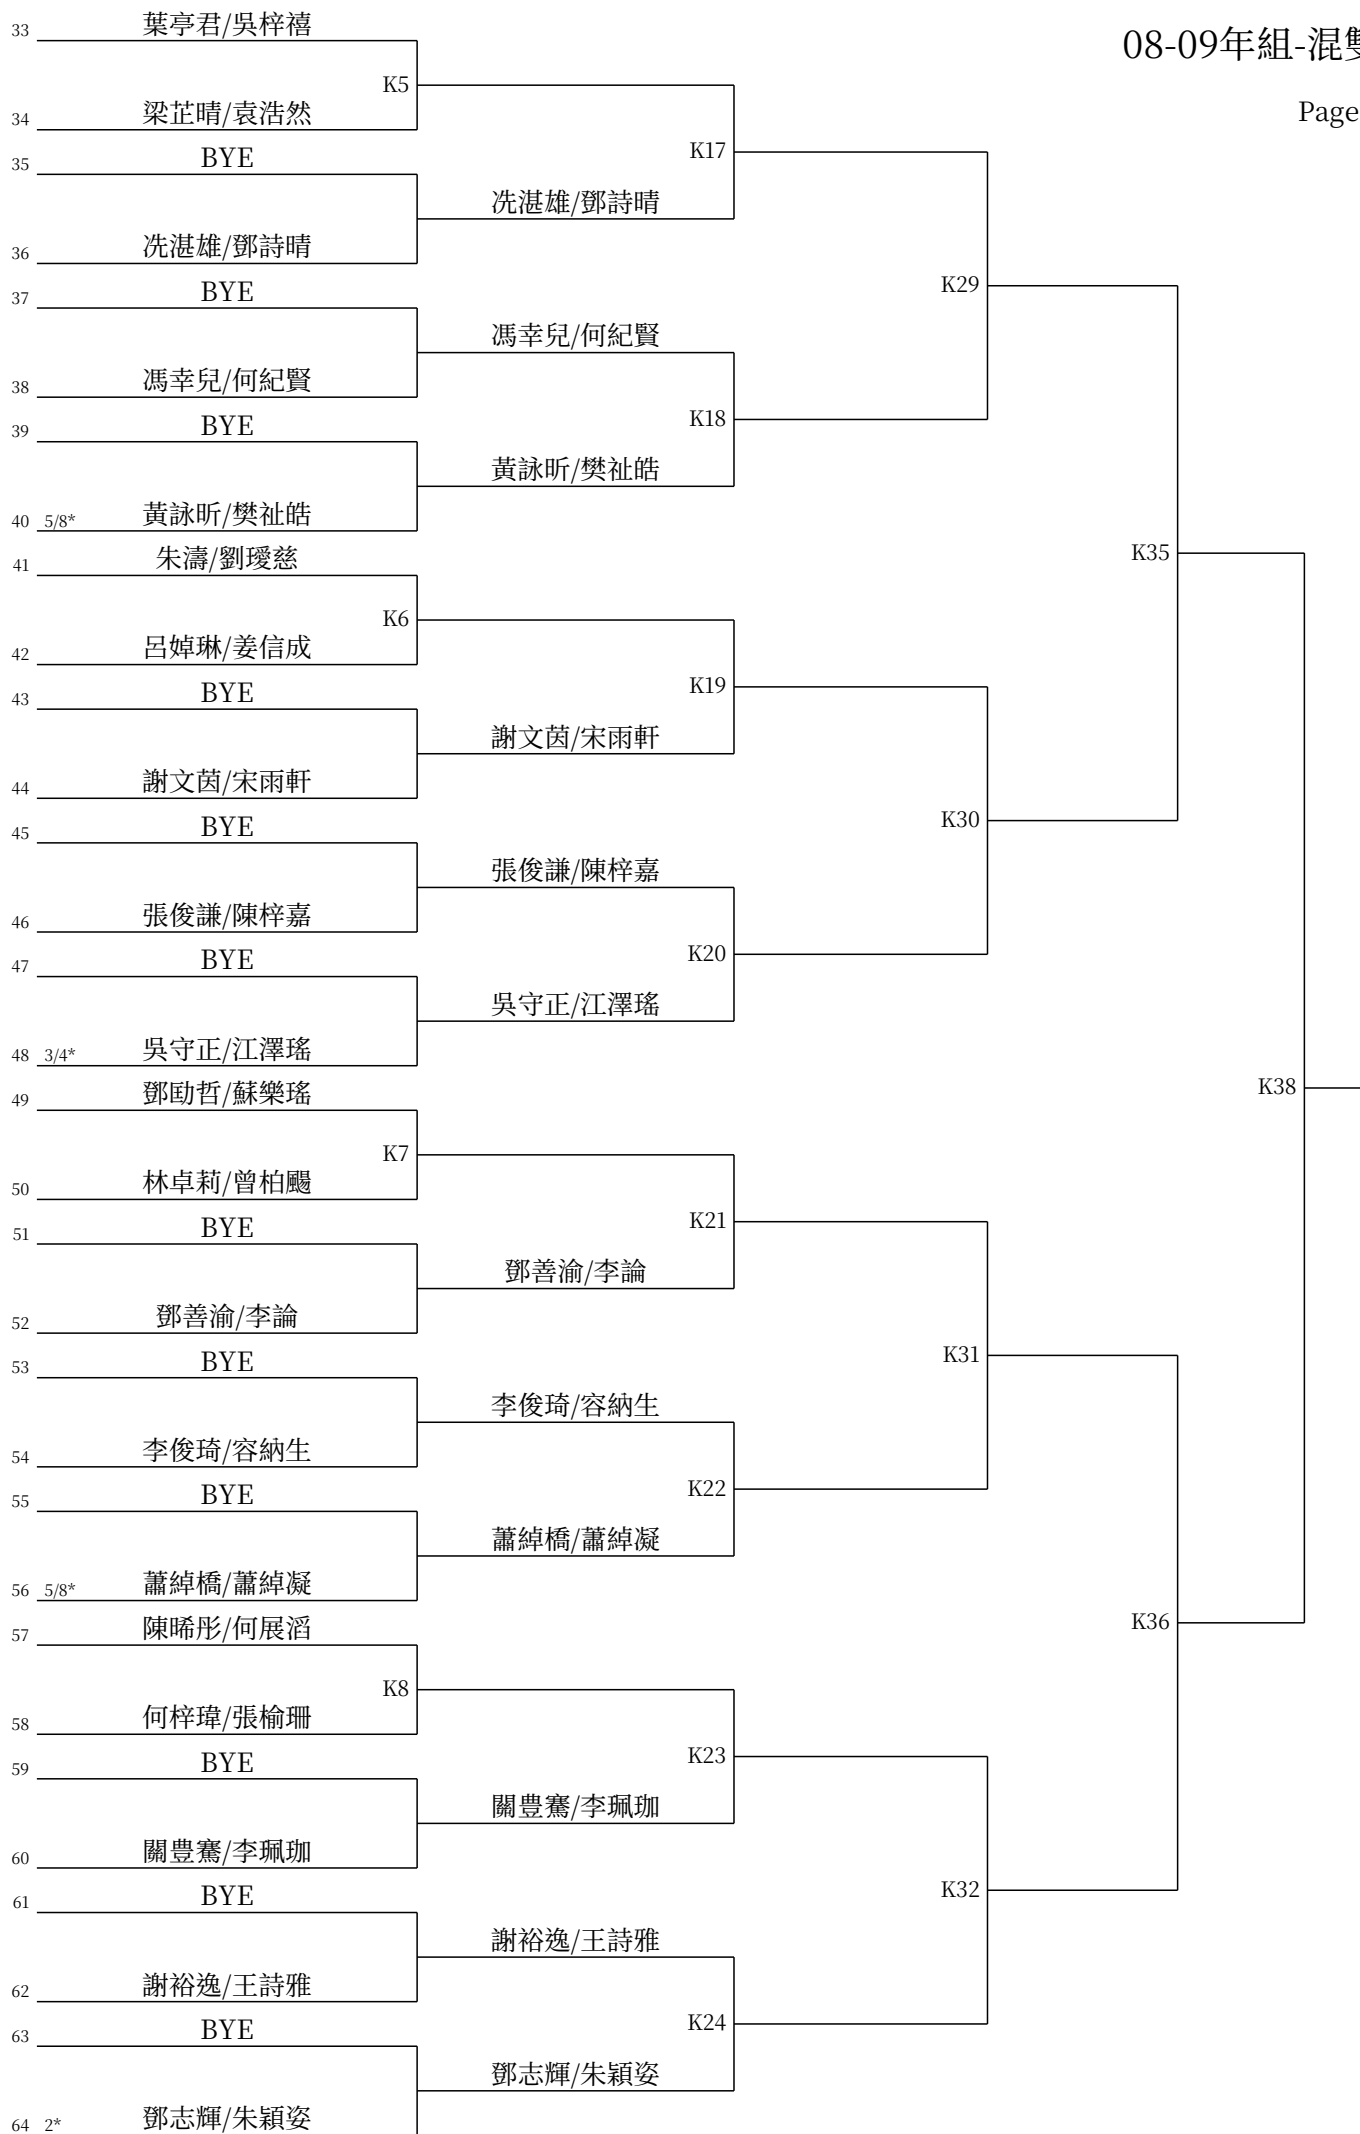 08-09年組-混雙
Page
33 葉亭君/吳梓禧
K5
34 梁芷晴/袁浩然
35 BYE
K17
冼湛雄/鄧詩晴
36 冼湛雄/鄧詩晴
K29
37 BYE
馮幸兒/何紀賢
38 馮幸兒/何紀賢
K18
39 BYE
黃詠昕/樊祉皓
40 5/8* 黃詠昕/樊祉皓
K35
41 朱濤/劉璦慈
K6
42 呂婥琳/姜信成
43 BYE
K19
謝文茵/宋雨軒
44 謝文茵/宋雨軒
K30
45 BYE
張俊謙/陳梓嘉
46 張俊謙/陳梓嘉
K20
47 BYE
吳守正/江澤瑤
48 3/4* 吳守正/江澤瑤
K38
49 鄧劻哲/蘇樂瑤
K7
50 林卓莉/曾柏颺
51 BYE
K21
鄧善渝/李論
52 鄧善渝/李論
K31
53 BYE
李俊琦/容納生
54 李俊琦/容納生
K22
55 BYE
蕭綽橋/蕭綽凝
56 5/8* 蕭綽橋/蕭綽凝
K36
57 陳晞彤/何展滔
K8
58 何梓瑋/張榆珊
59 BYE
K23
關豊騫/李珮珈
60 關豊騫/李珮珈
K32
61 BYE
謝裕逸/王詩雅
62 謝裕逸/王詩雅
K24
63 BYE
鄧志輝/朱穎姿
64 2* 鄧志輝/朱穎姿